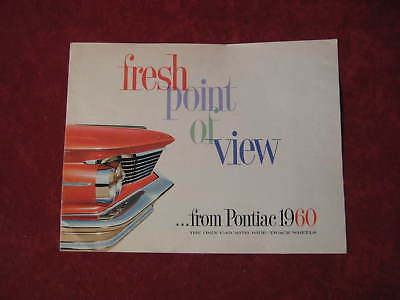 fresh
point
of
view
...from Pontiac 1960
THE ONLY CAR WITH WIDE-TRACK WHEELS